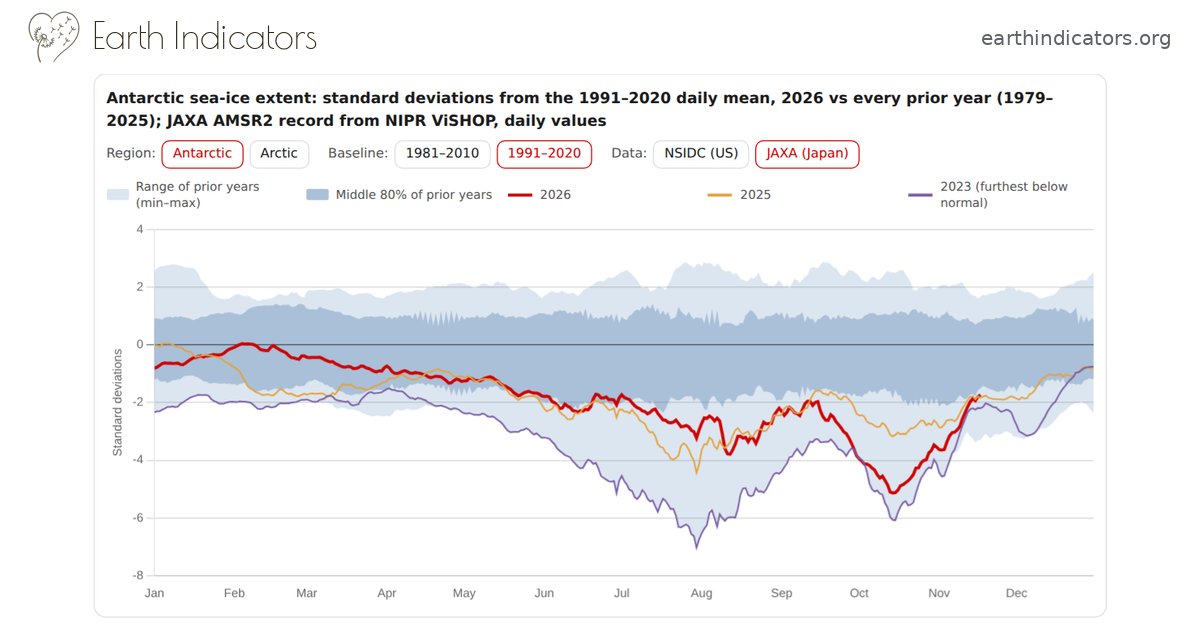 Earth Indicators
earthindicators.org
Antarctic sea-ice extent: standard deviations from the 1991–2020 daily mean, 2026 vs every prior year (1979–
2025); JAXA AMSR2 record from NIPR ViSHOP, daily values
Region: Antarctic Arctic Baseline: 1981–2010 1991–2020 Data: NSIDC (US) JAXA (Japan)
Range of prior years
(min–max)
Middle 80% of prior years
2026
2025
2023 (furthest below
normal)
Standard deviations
4
2
0
-2
-4
-6
-8
Jan Feb Mar Apr May Jun Jul Aug Sep Oct Nov Dec